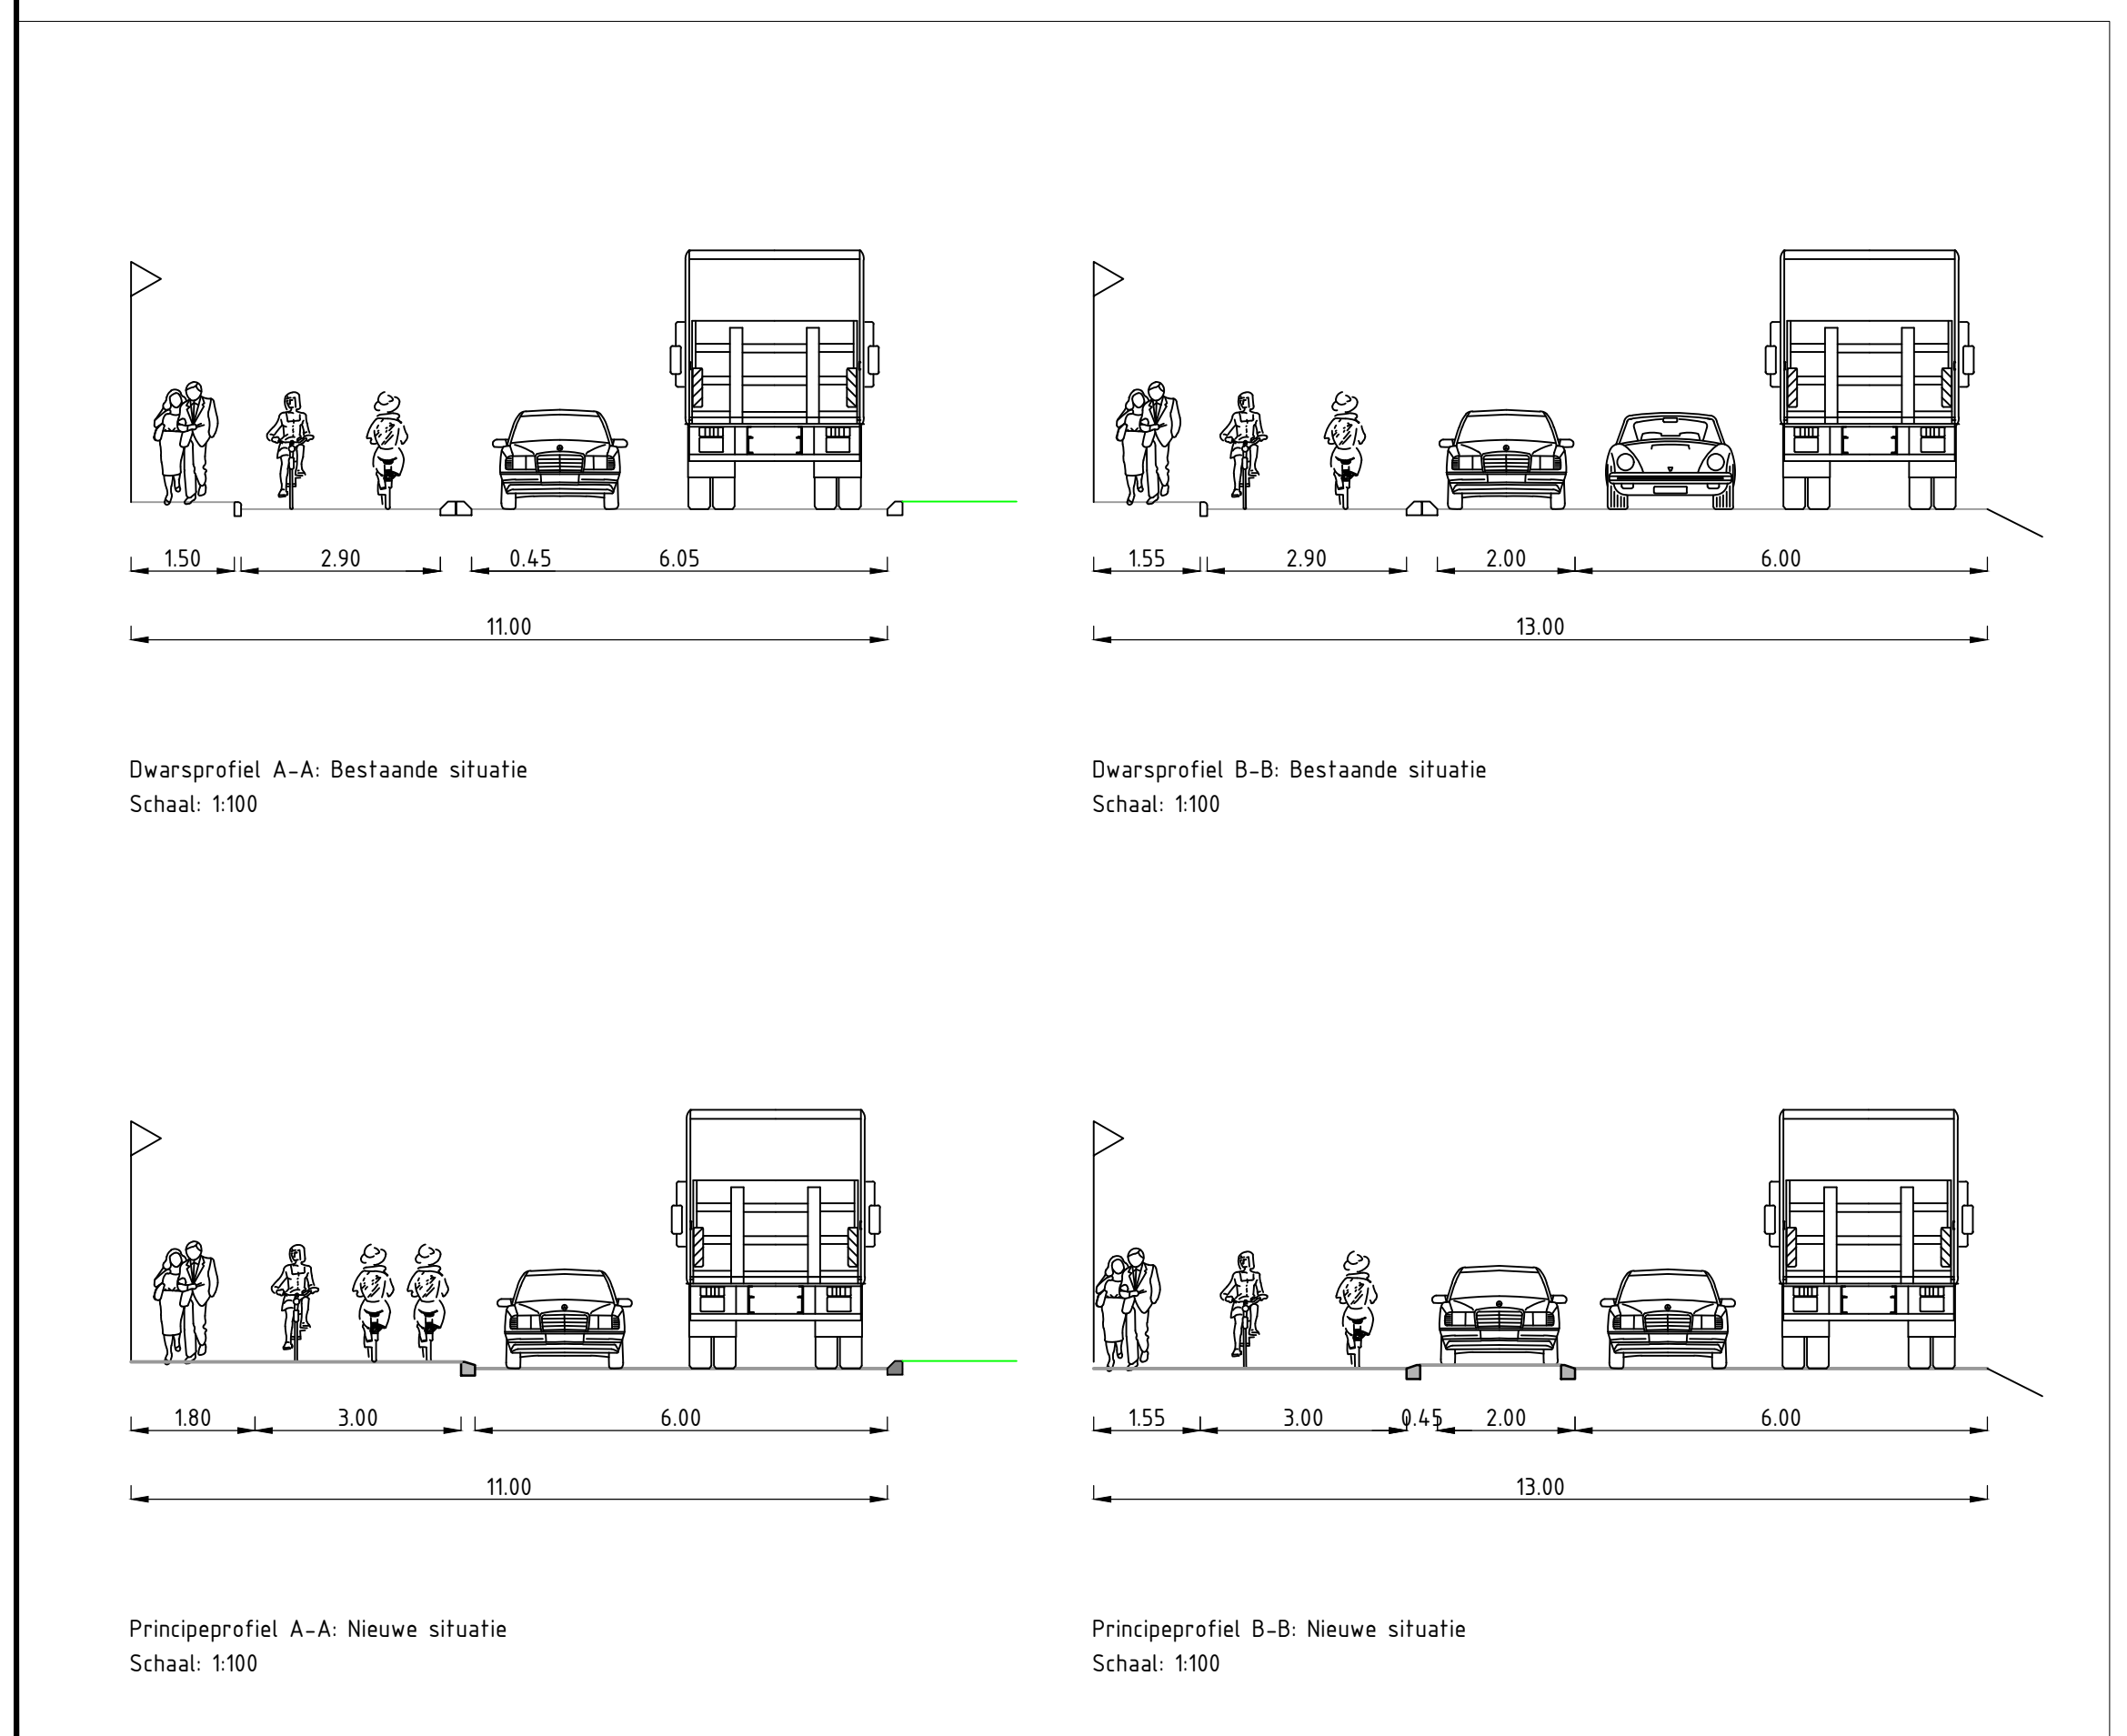 1.50 2.90 0.45 6.05
11.00
Dwarsprofiel A-A: Bestaande situatie
Schaal: 1:100
1.55 2.90 2.00 6.00
13.00
Dwarsprofiel B-B: Bestaande situatie
Schaal: 1:100
1.80 3.00 6.00
11.00
Principeprofiel A-A: Nieuwe situatie
Schaal: 1:100
1.55 3.00 0.45 2.00 6.00
13.00
Principeprofiel B-B: Nieuwe situatie
Schaal: 1:100